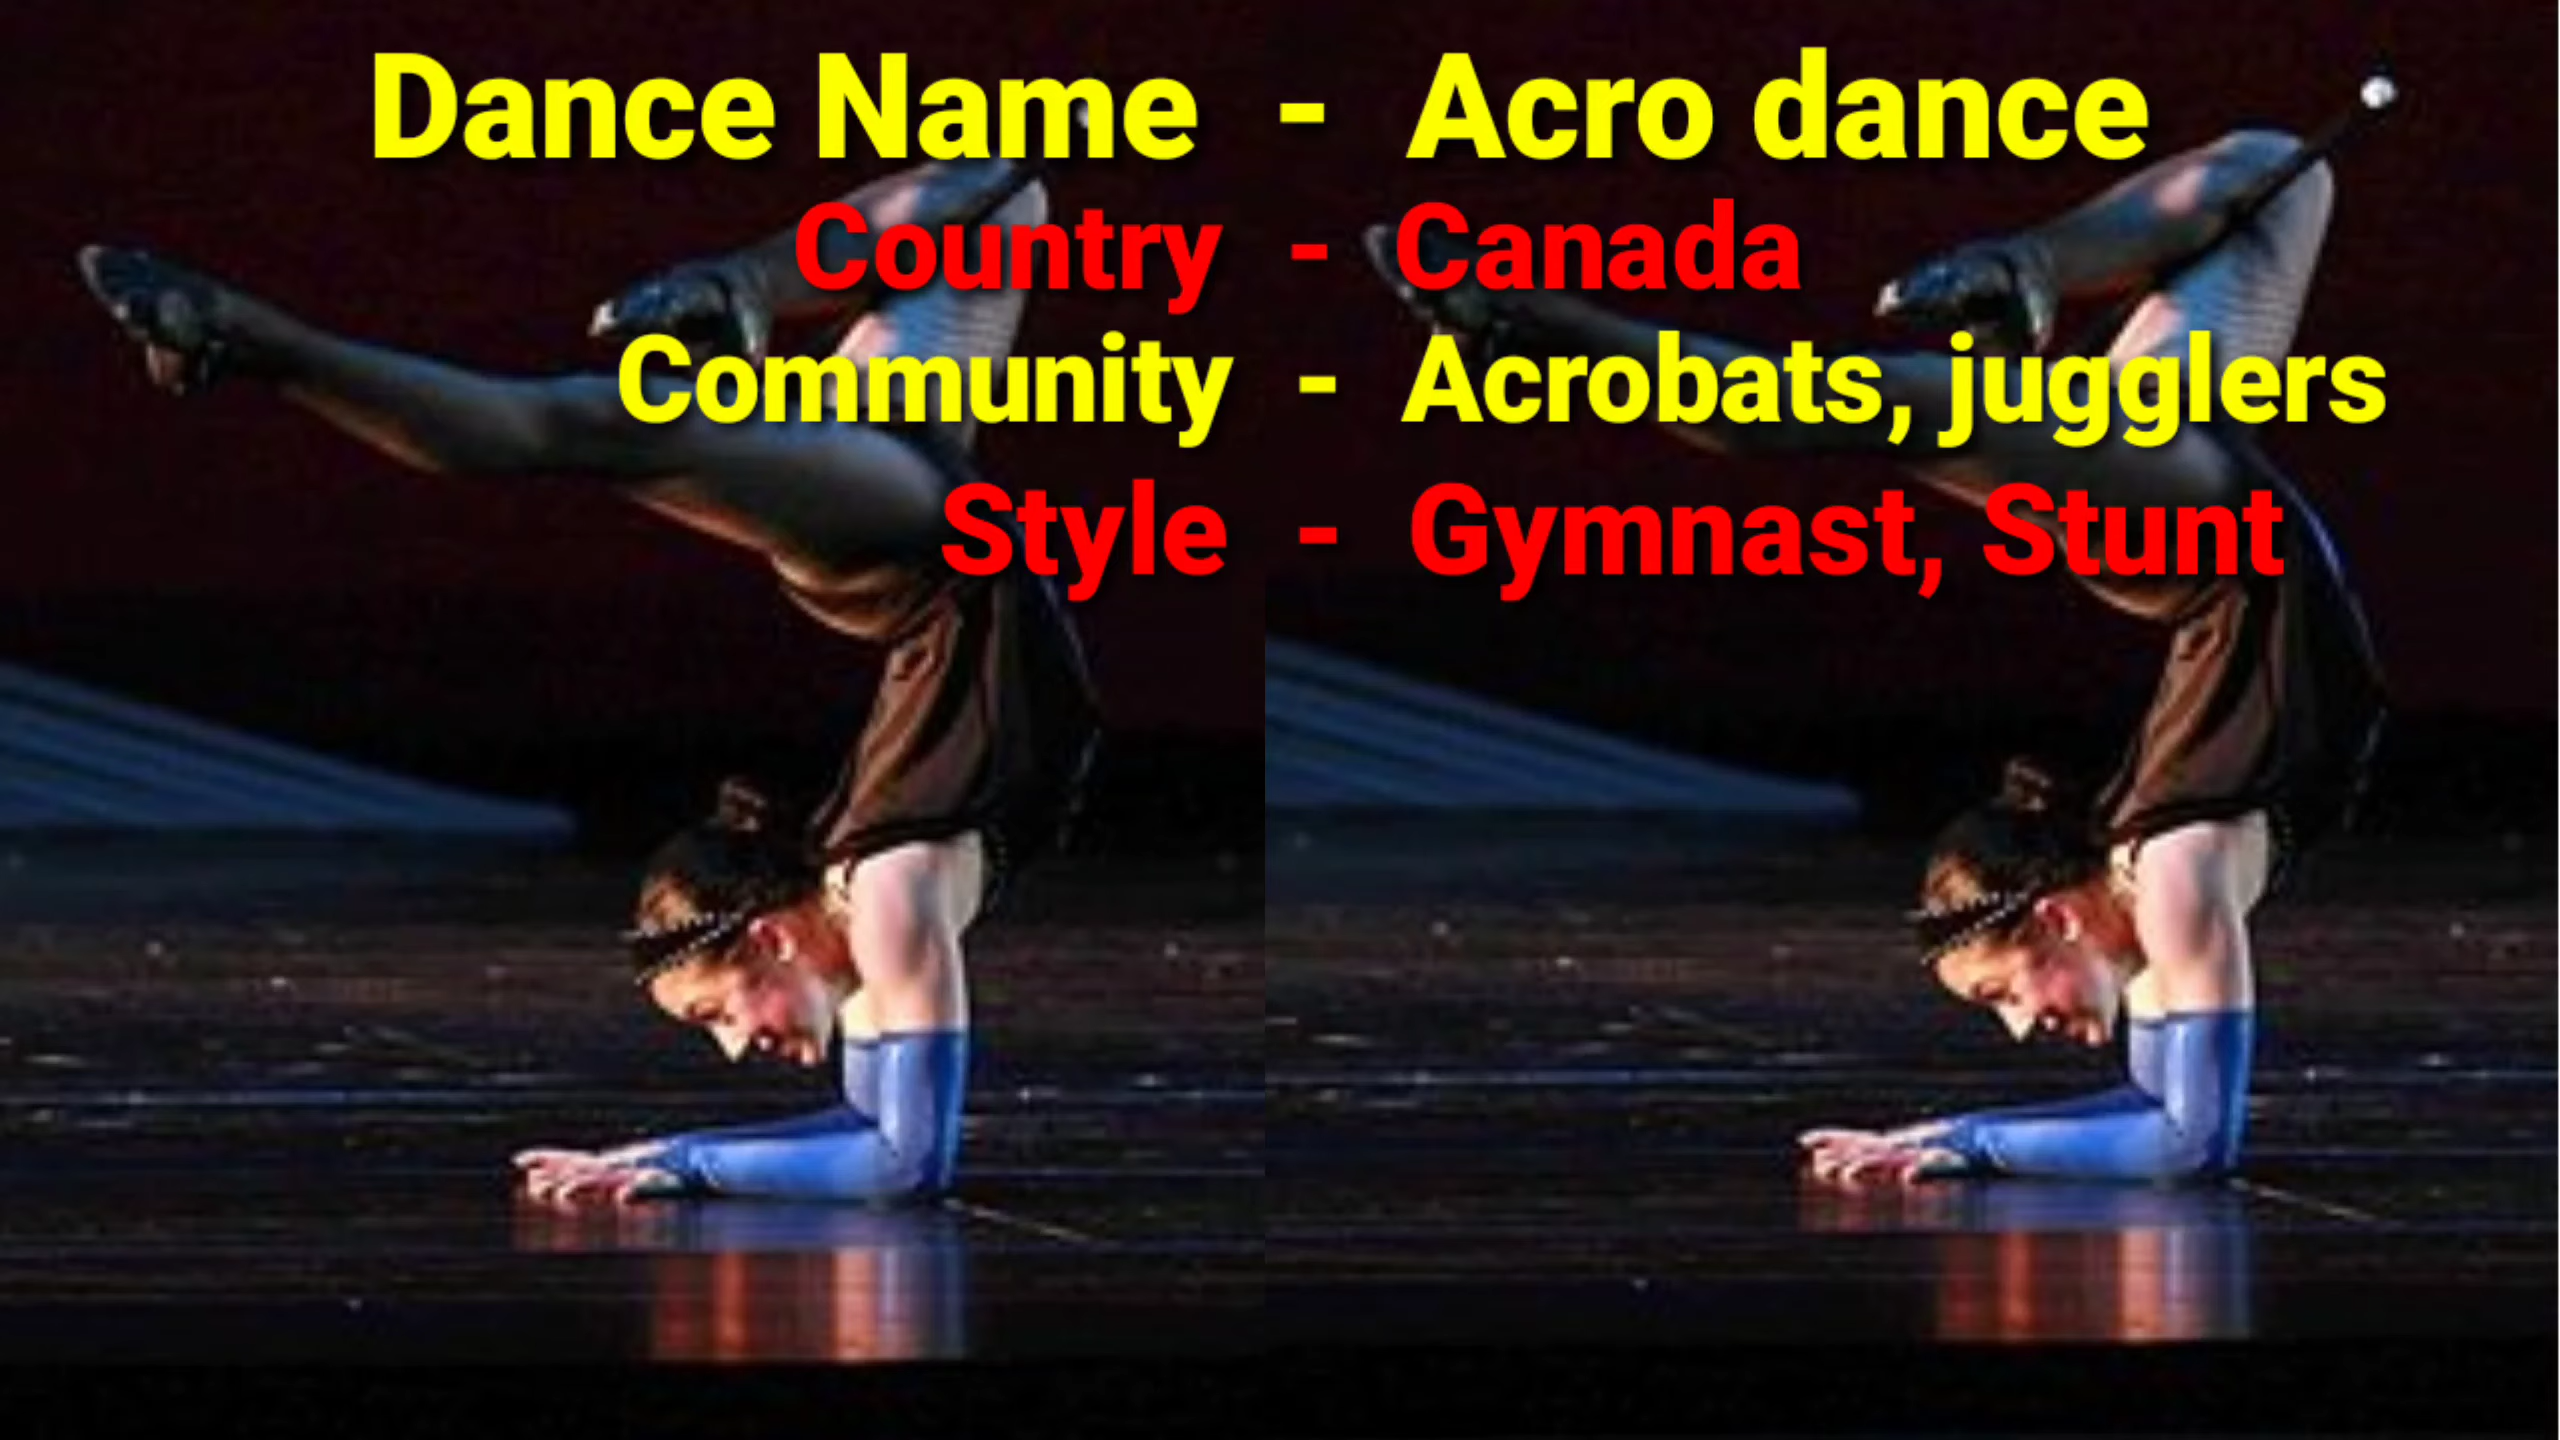 Dance Name - Acro dance
Country - Canada
Community - Acrobats, jugglers
Style - Gymnast, Stunt